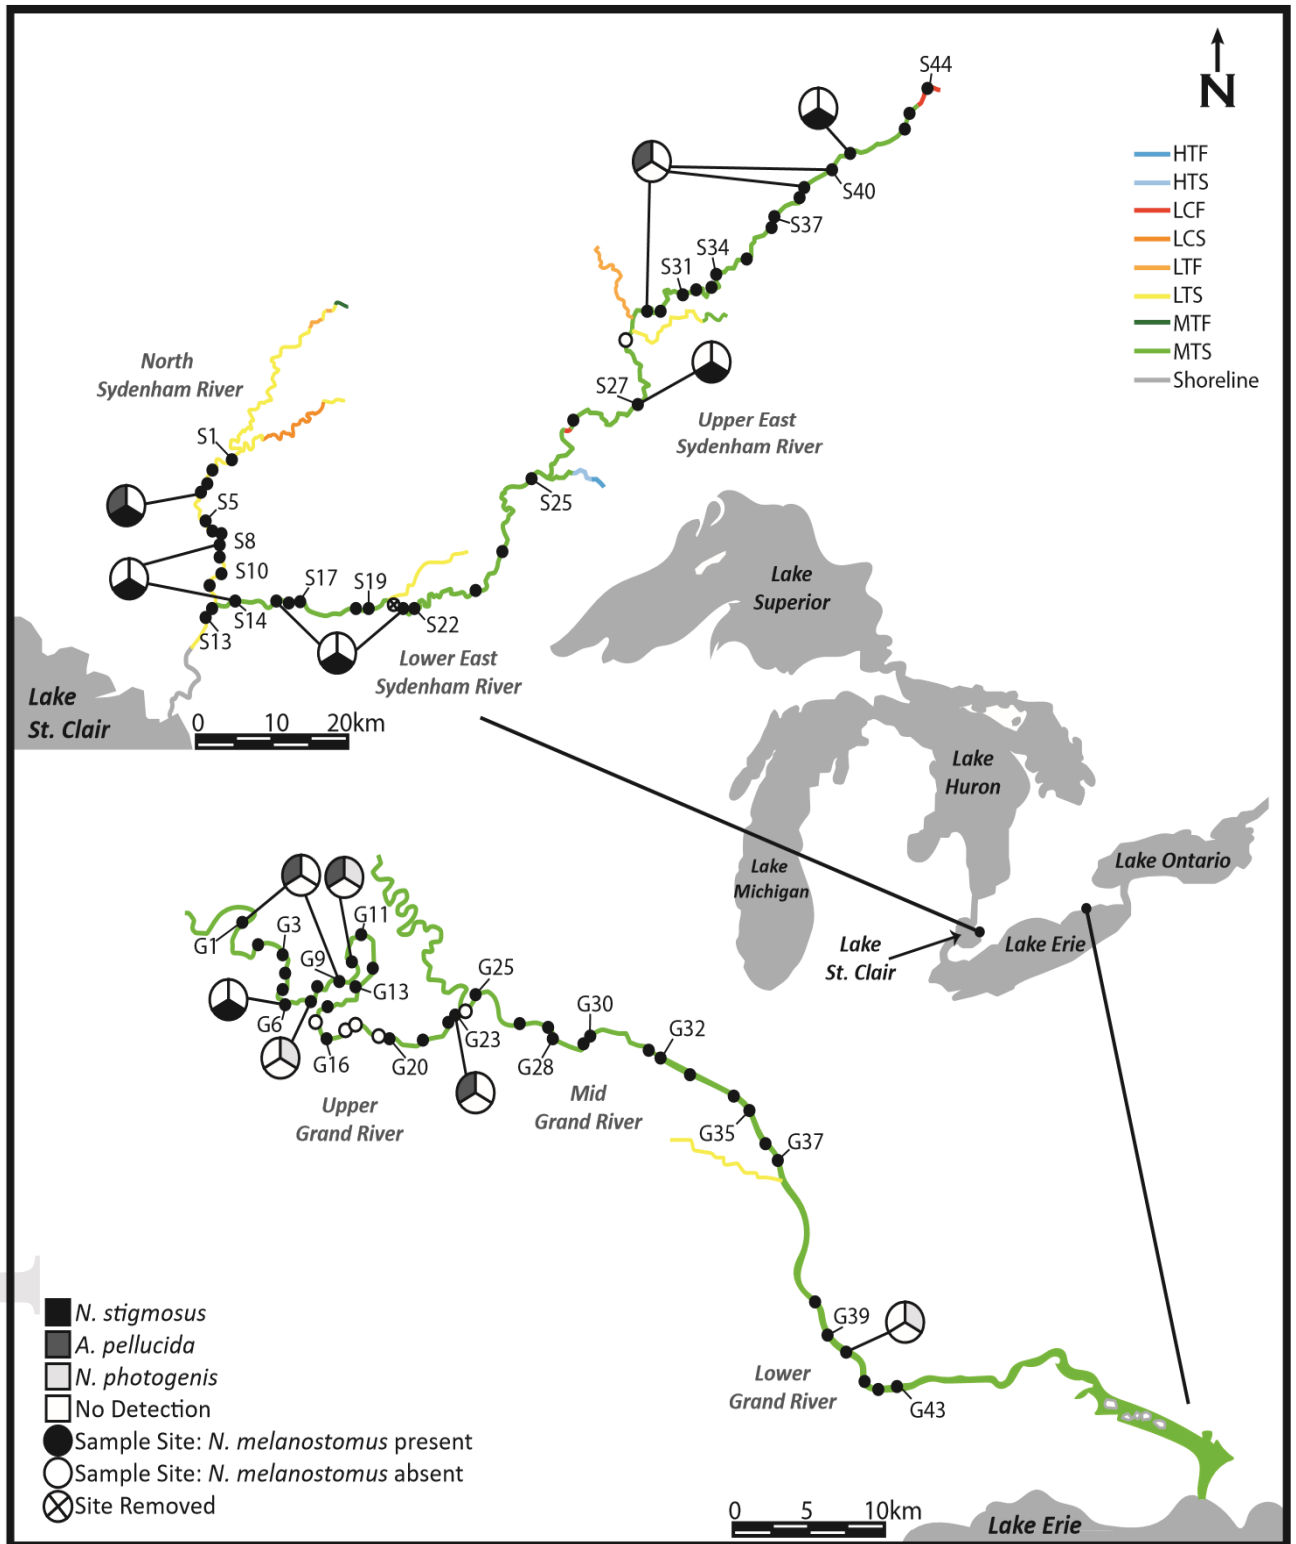 S44
N
HTF
HTS
LCF
LCS
LTF
LTS
MTF
MTS
Shoreline
S40
S37
S34
S31
North
Sydenham River
S27
Upper East
Sydenham River
S1
S5
S25
S8
S10
S17
S19
S14
S22
S13
Lower East
Sydenham River
Lake
St. Clair
0 10 20km
Lake
Superior
Lake
Huron
Lake
Michigan
Lake Ontario
Lake Erie
Lake
St. Clair
G1
G3
G11
G9
G13
G6
G16
G20
G23
G25
G28
G30
G32
Upper
Grand River
Mid
Grand River
G35
G37
G39
Lower
Grand River
G43
N. stigmosus
A. pellucida
N. photogenis
No Detection
Sample Site: N. melanostomus present
Sample Site: N. melanostomus absent
Site Removed
0 5 10km
Lake Erie